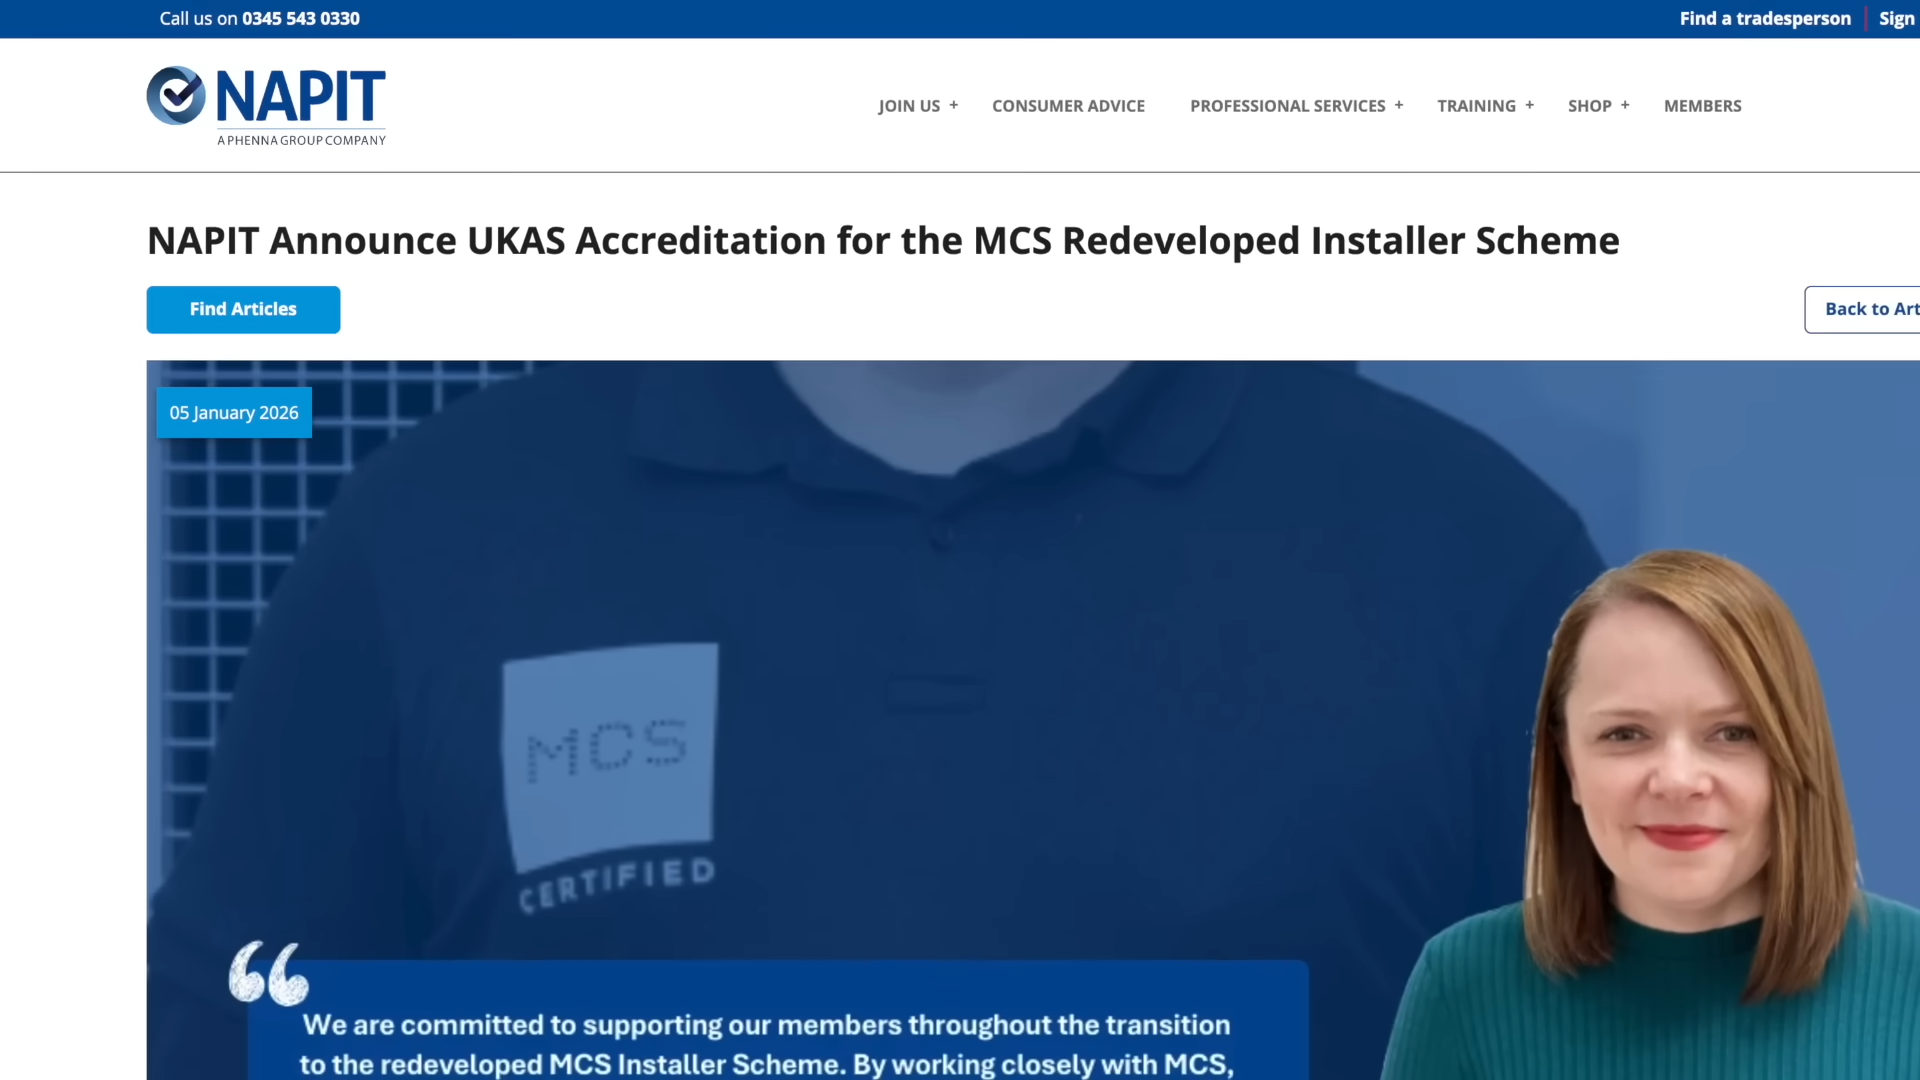 Call us on 0345 543 0330
Find a tradesperson
Sign
NAPIT
A PHENNA GROUP COMPANY
JOIN US +
CONSUMER ADVICE
PROFESSIONAL SERVICES +
TRAINING +
SHOP +
MEMBERS
NAPIT Announce UKAS Accreditation for the MCS Redeveloped Installer Scheme
Find Articles
Back to Art
05 January 2026
MCS
CERTIFIED
“
We are committed to supporting our members throughout the transition
to the redeveloped MCS Installer Scheme. By working closely with MCS,